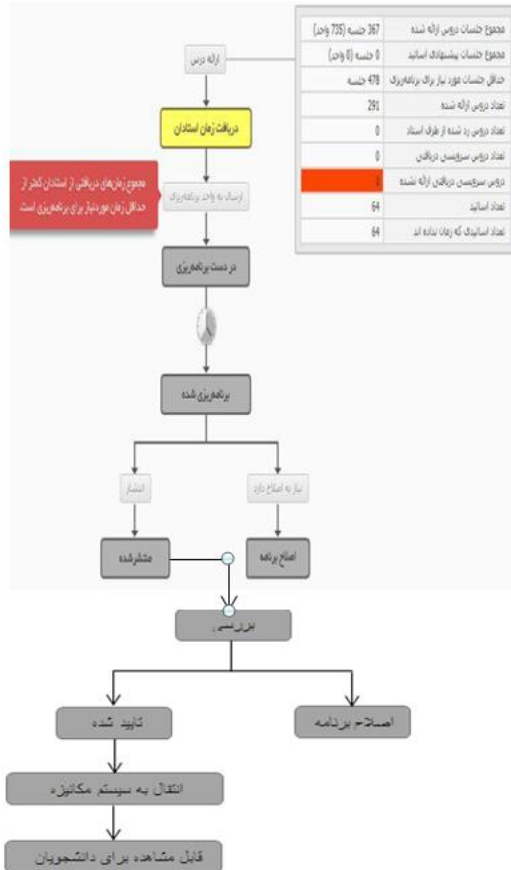 مجموع جلسات دروس ارائه شده 367 جلسه (735 واحد)
مجموع جلسات پیشنهادی اساتید 0 جلسه (0 واحد)
حداقل جلسات مورد نیاز برای برنامه‌ریزی 478 جلسه
تعداد دروس ارائه شده 291
تعداد دروس رد شده از طرف استاد 0
تعداد دروس سرویسی دریافتی 0
دروس سرویسی دریافتی ارائه نشده
تعداد اساتید 64
تعداد اساتیدی که زمان نداده اند 64
ارائه درس
دریافت زمان استادان
ارسال به واحد برنامه‌ریزی
مجموع زمان‌های دریافتی از استادان کمتر از
حداقل زمان موردنیاز برای برنامه‌ریزی است.
در دست برنامه‌ریزی
برنامه‌ریزی شده
نیاز به اصلاح دارد
انتشار
اصلاح برنامه
منتشرشده
بررسی
اصلاح برنامه
تایید شده
انتقال به سیستم مکانیزه
قابل مشاهده برای دانشجویان